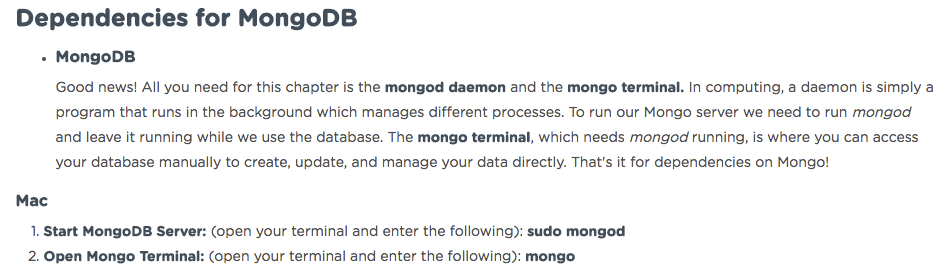 Dependencies for MongoDB
• MongoDB
Good news! All you need for this chapter is the mongod daemon and the mongo terminal. In computing, a daemon is simply a
program that runs in the background which manages different processes. To run our Mongo server we need to run mongod
and leave it running while we use the database. The mongo terminal, which needs mongod running, is where you can access
your database manually to create, update, and manage your data directly. That's it for dependencies on Mongo!
Mac
1. Start MongoDB Server: (open your terminal and enter the following): sudo mongod
2. Open Mongo Terminal: (open your terminal and enter the following): mongo